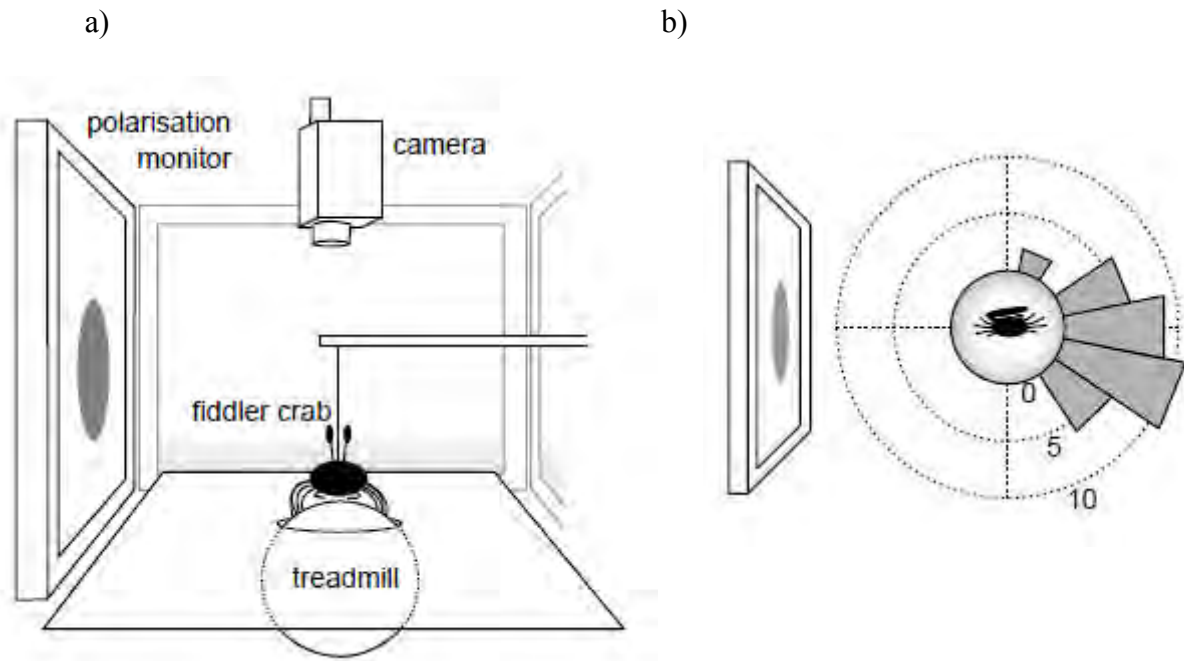 a)
b)
polarisation
monitor
camera
fiddler crab
treadmill
0
5
10